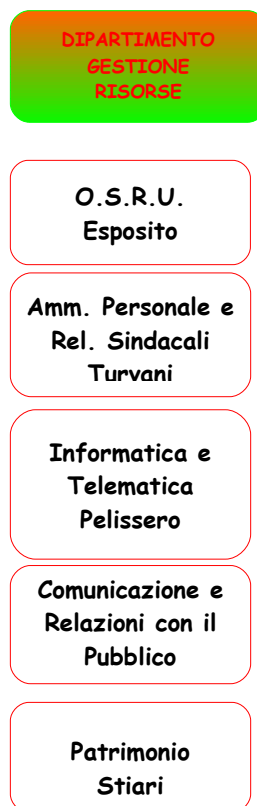 DIPARTIMENTO
GESTIONE
RISORSE
O.S.R.U.
Esposito
Amm. Personale e
Rel. Sindacali
Turvani
Informatica e
Telematica
Pelissero
Comunicazione e
Relazioni con il
Pubblico
Patrimonio
Stiari